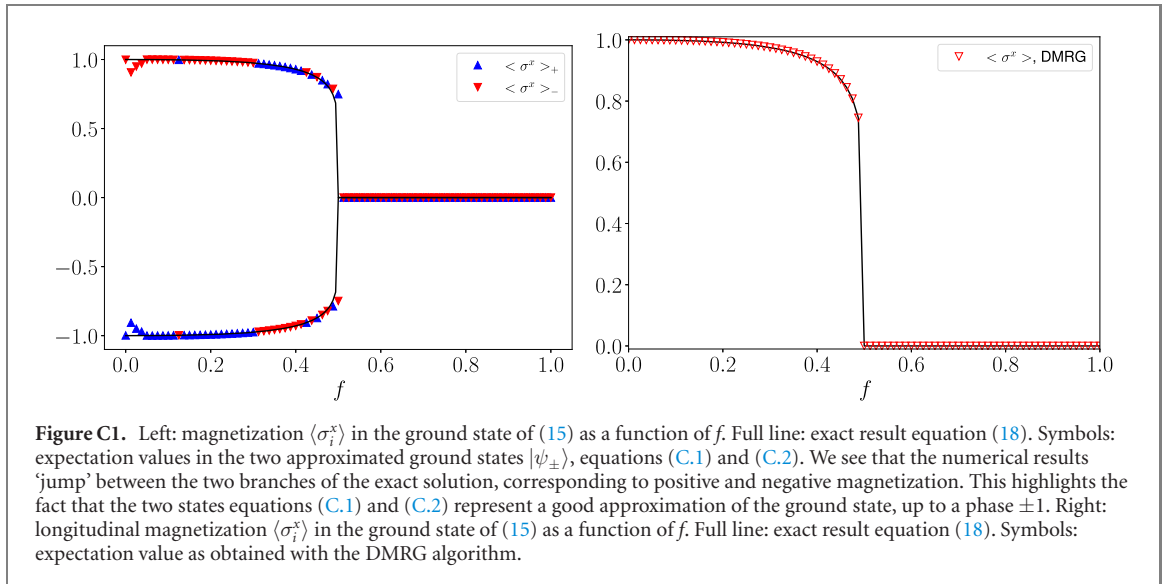 1.0
0.5
0.0
−0.5
−1.0
0.0
0.2
0.4
0.6
0.8
1.0
f
< σ^x >_+
< σ^x >_−
1.0
0.8
0.6
0.4
0.2
0.0
0.0
0.2
0.4
0.6
0.8
1.0
f
< σ^x >, DMRG
Figure C1. Left: magnetization ⟨σ_i^x⟩ in the ground state of (15) as a function of f. Full line: exact result equation (18). Symbols:
expectation values in the two approximated ground states |ψ_±⟩, equations (C.1) and (C.2). We see that the numerical results
‘jump’ between the two branches of the exact solution, corresponding to positive and negative magnetization. This highlights the
fact that the two states equations (C.1) and (C.2) represent a good approximation of the ground state, up to a phase ±1. Right:
longitudinal magnetization ⟨σ_i^x⟩ in the ground state of (15) as a function of f. Full line: exact result equation (18). Symbols:
expectation value as obtained with the DMRG algorithm.